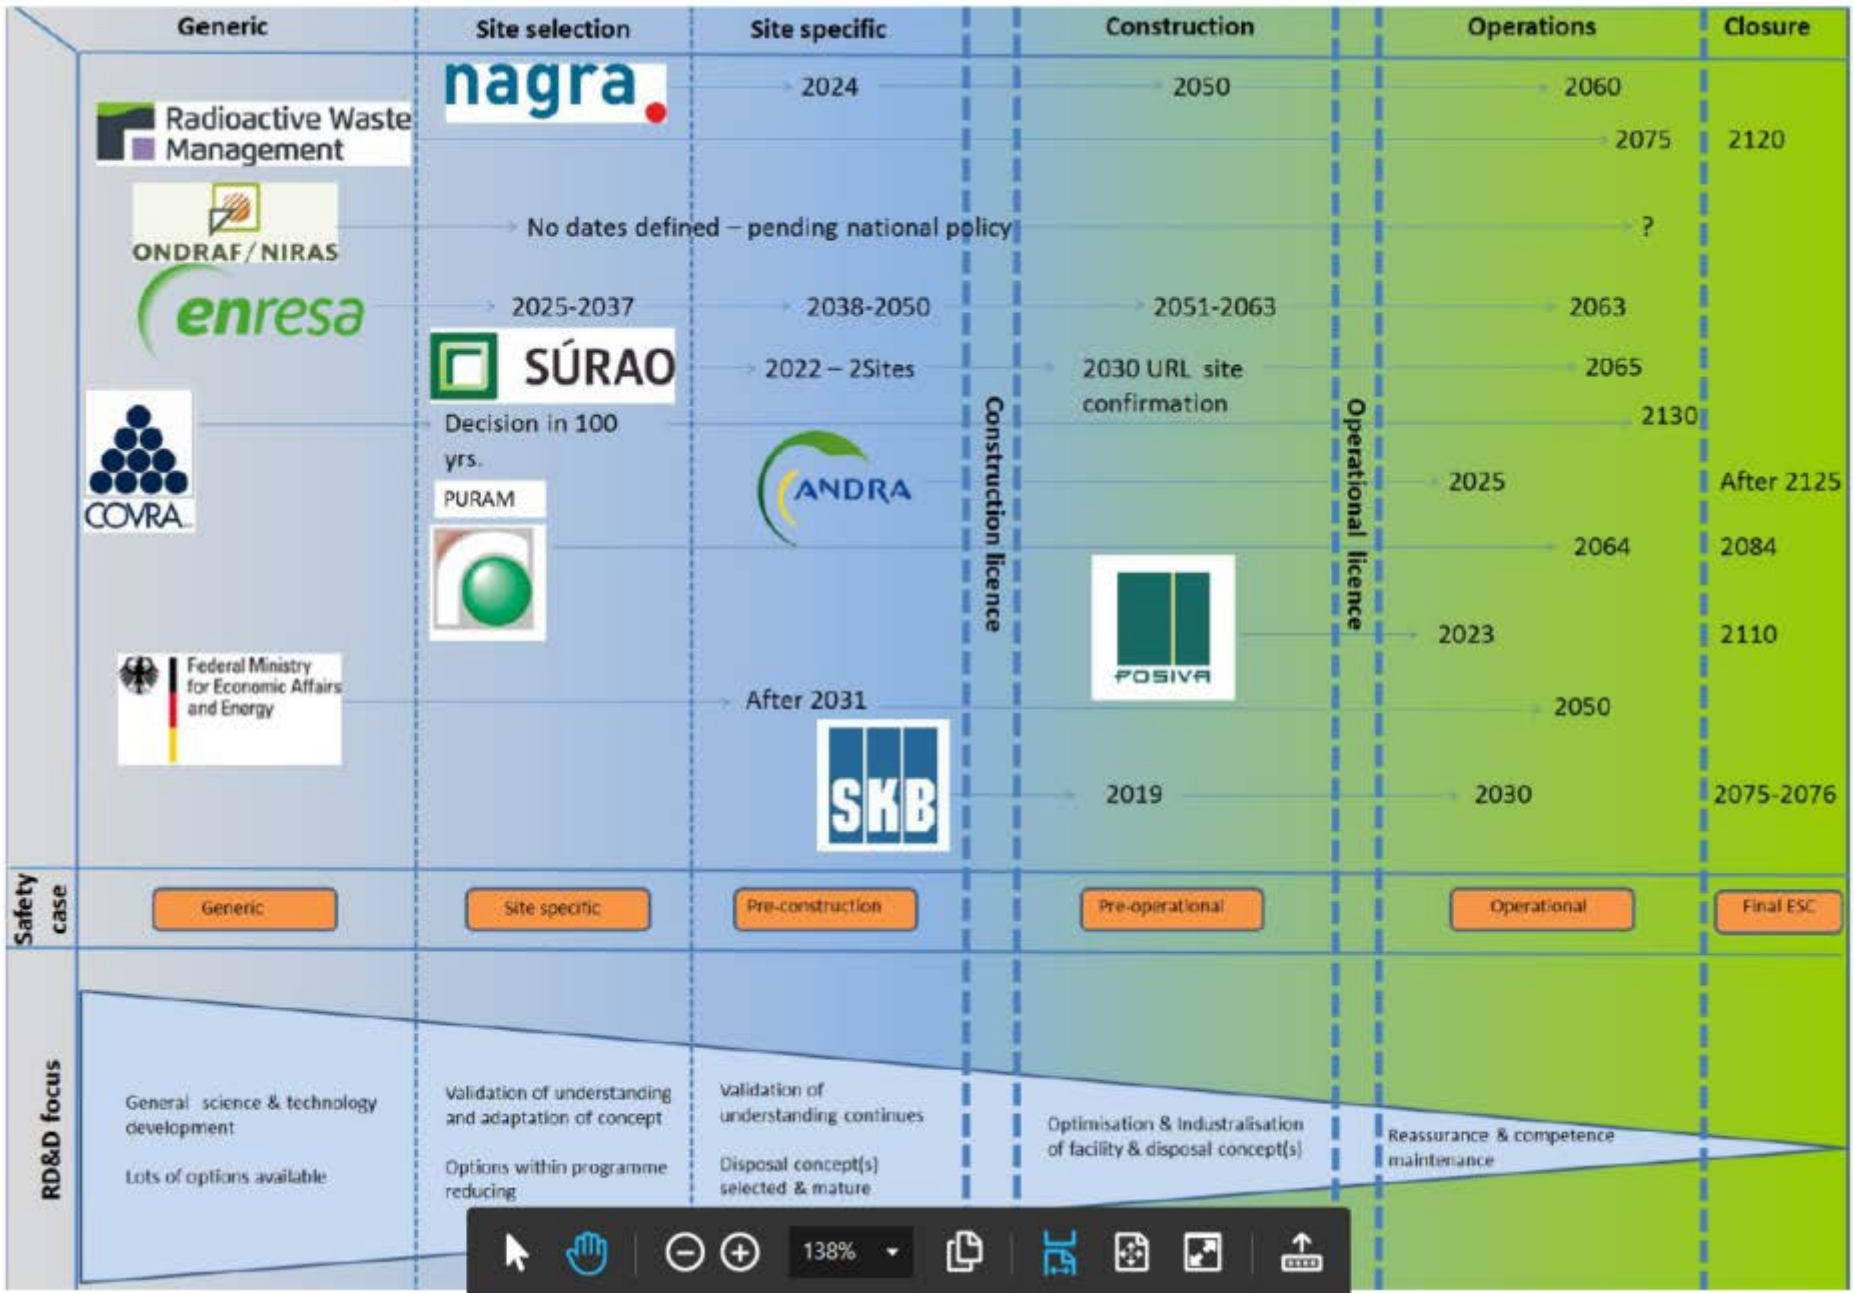 Generic
Site selection
Site specific
Construction
Operations
Closure
nagra.
2024
2050
2060
Radioactive Waste
Management
2075
2120
ONDRAF/NIRAS
No dates defined – pending national policy
?
enresa
2025-2037
2038-2050
2051-2063
2063
SÚRAO
2022 – 2Sites
2030 URL site
confirmation
2065
COVRA
Decision in 100
yrs.
2130
ANDRA
2025
After 2125
PURAM
2064
2084
POSIVA
2023
2110
Federal Ministry
for Economic Affairs
and Energy
After 2031
2050
SKB
2019
2030
2075-2076
Construction licence
Operational licence
Safety
case
Generic
Site specific
Pre-construction
Pre-operational
Operational
Final ESC
RD&D focus
General science & technology
development
Lots of options available
Validation of understanding
and adaptation of concept
Options within programme
reducing
Validation of
understanding continues
Disposal concept(s)
selected & mature
Optimisation & Industralisation
of facility & disposal concept(s)
Reassurance & competence
maintenance
138%